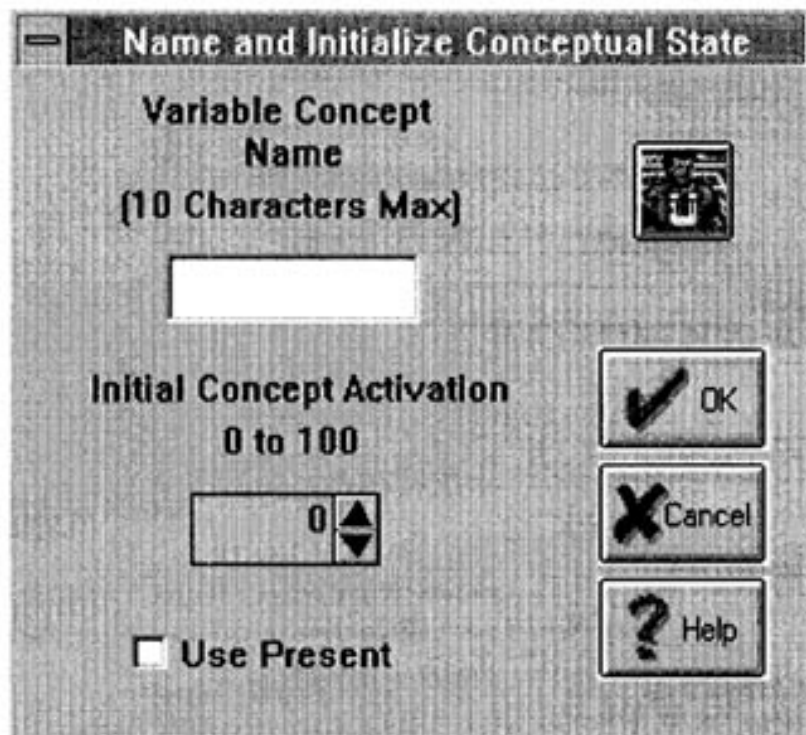 Name and Initialize Conceptual State
Variable Concept
Name
(10 Characters Max)
Initial Concept Activation
0 to 100
0
Use Present
OK
Cancel
Help